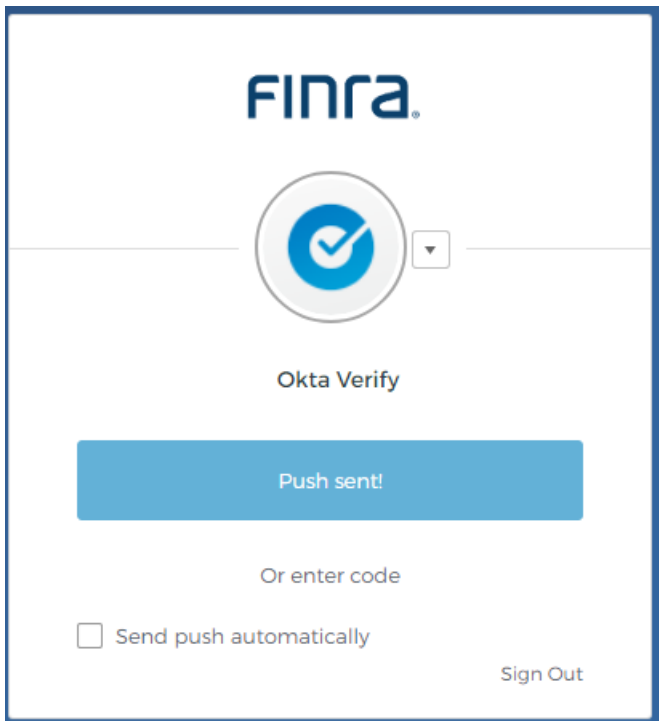 FINra®
Okta Verify
Push sent!
Or enter code
Send push automatically
Sign Out